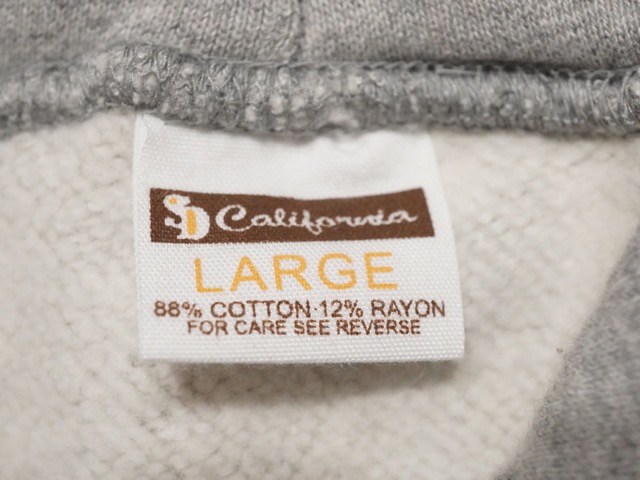 SD California
LARGE
88% COTTON·12% RAYON
FOR CARE SEE REVERSE